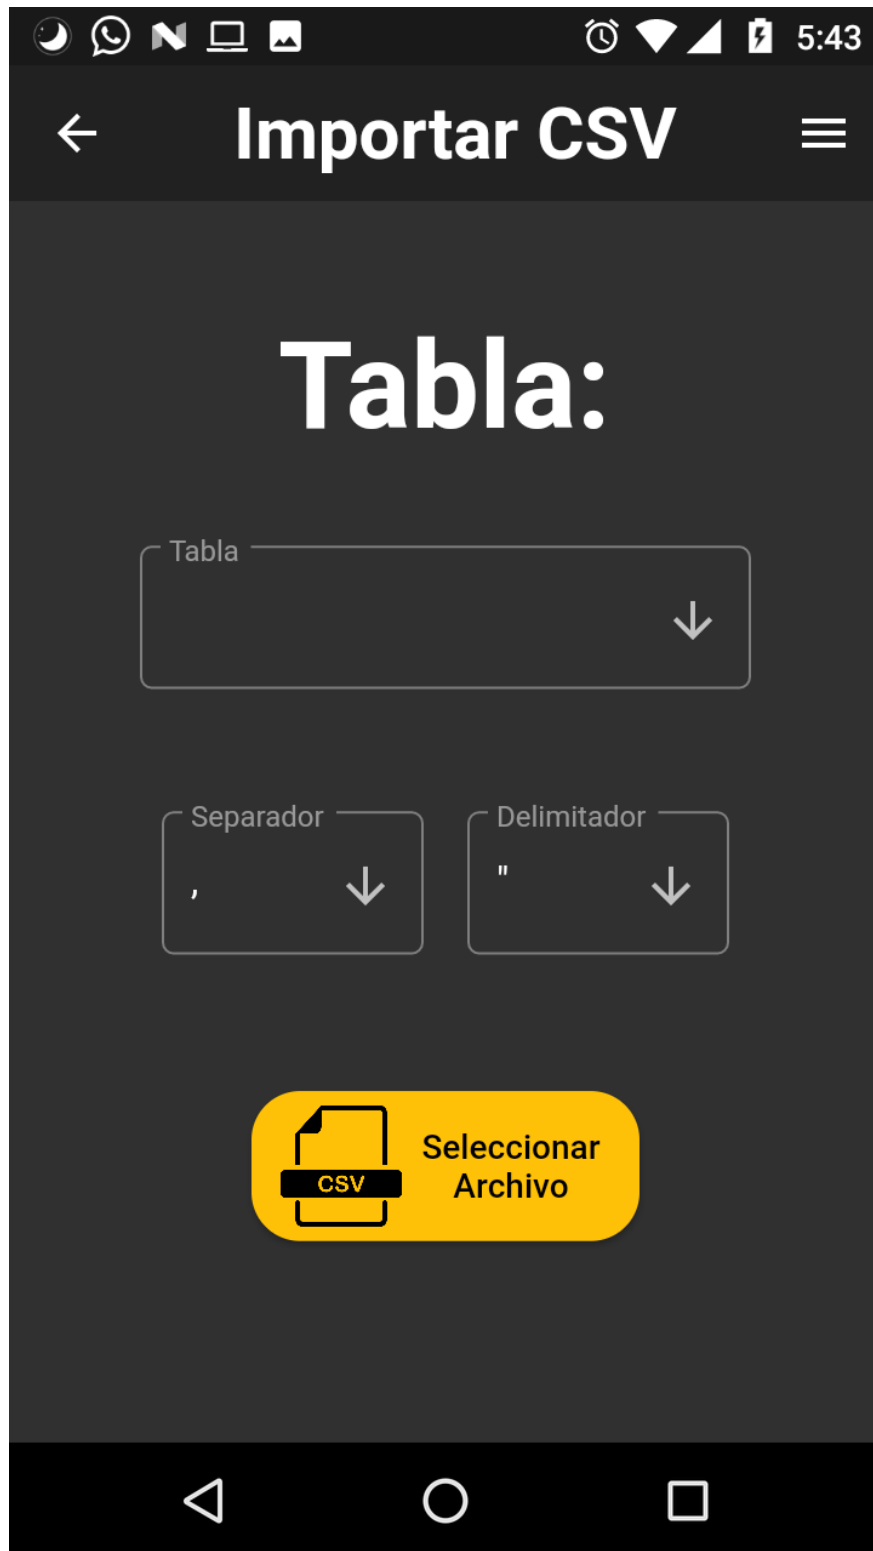 5:43
Importar CSV
Tabla:
Tabla
Separador
,
Delimitador
"
CSV
Seleccionar
Archivo